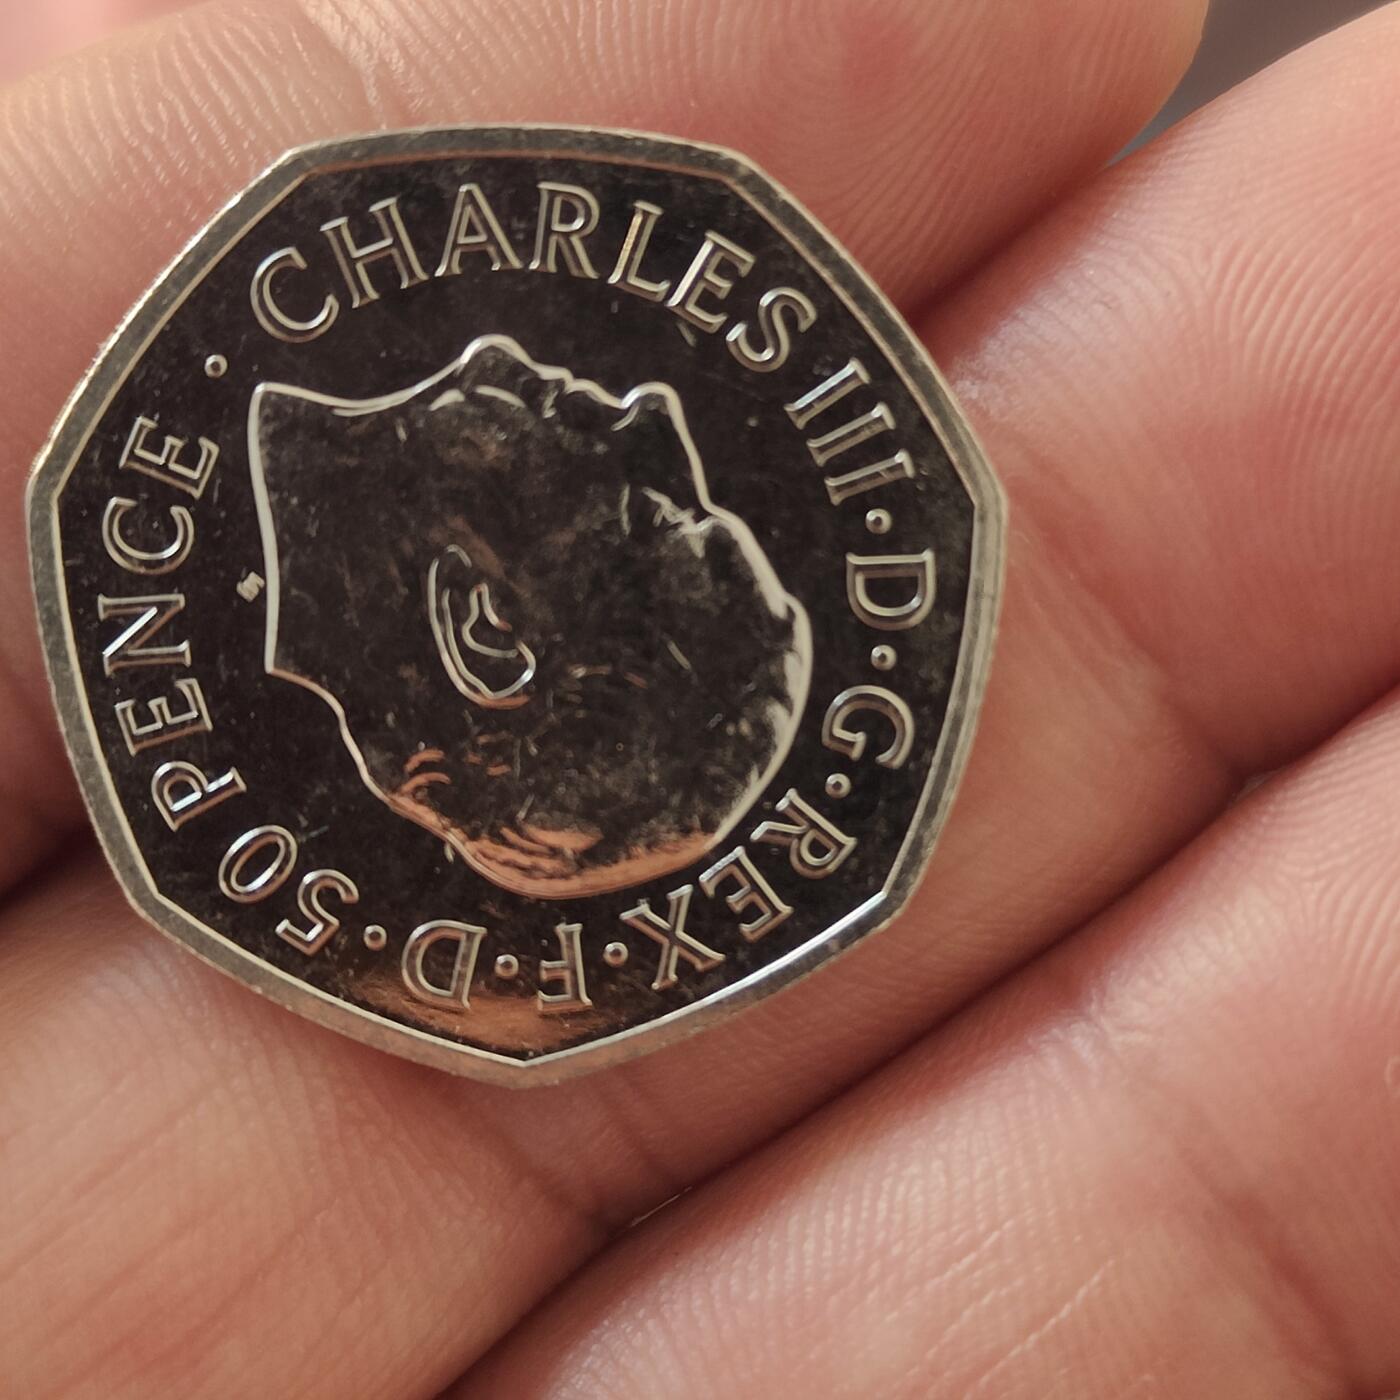 · CHARLES III · D · G · REX · F · D · 50 PENCE